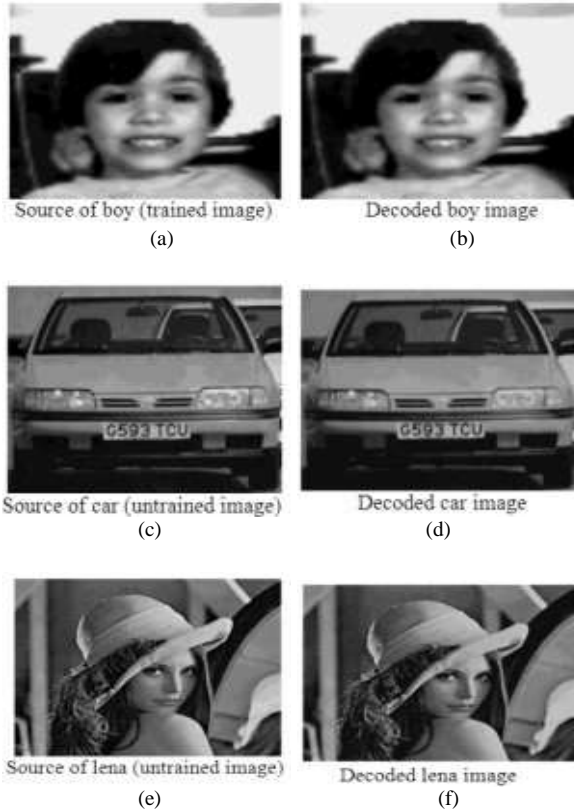 Source of boy (trained image)
Decoded boy image
(a)
(b)
G593 TCU
G593 TCU
Source of car (untrained image)
Decoded car image
(c)
(d)
Source of lena (untrained image)
Decoded lena image
(e)
(f)